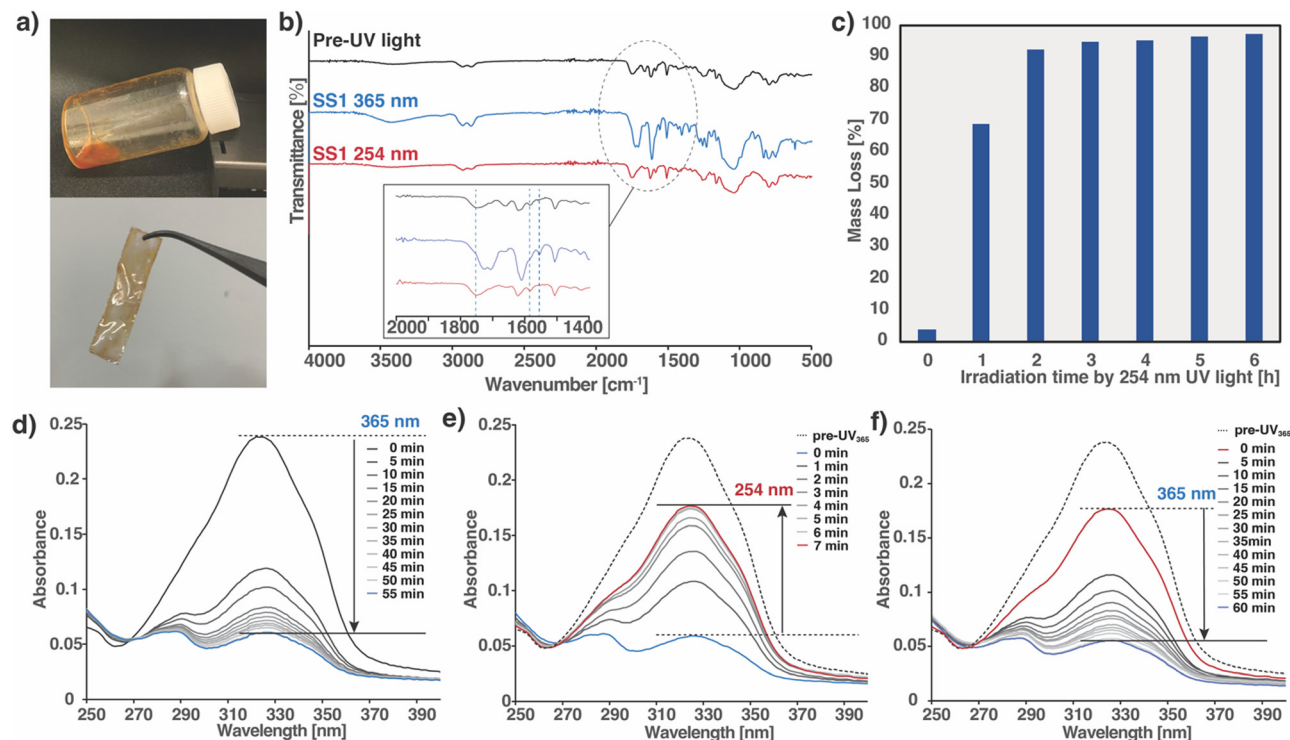 a)
b)
Pre-UV light
SS1 365 nm
SS1 254 nm
Transmittance [%]
2000 1800 1600 1400
4000 3500 3000 2500 2000 1500 1000 500
Wavenumber [cm⁻¹]
c)
100
90
80
70
60
50
40
30
20
10
0
Mass Loss [%]
0 1 2 3 4 5 6
Irradiation time by 254 nm UV light [h]
d)
365 nm
0.25
0.2
0.15
0.1
0.05
0
Absorbance
0 min
5 min
10 min
15 min
20 min
25 min
30 min
35 min
40 min
45 min
50 min
55 min
250 270 290 310 330 350 370 390
Wavelength [nm]
e)
254 nm
0.25
0.2
0.15
0.1
0.05
0
Absorbance
pre-UV₃₆₅
0 min
1 min
2 min
3 min
4 min
5 min
6 min
7 min
250 270 290 310 330 350 370 390
Wavelength [nm]
f)
365 nm
0.25
0.2
0.15
0.1
0.05
0
Absorbance
pre-UV₃₆₅
0 min
5 min
10 min
15 min
20 min
25 min
30 min
35min
40 min
45 min
50 min
55 min
60 min
250 270 290 310 330 350 370 390
Wavelength [nm]